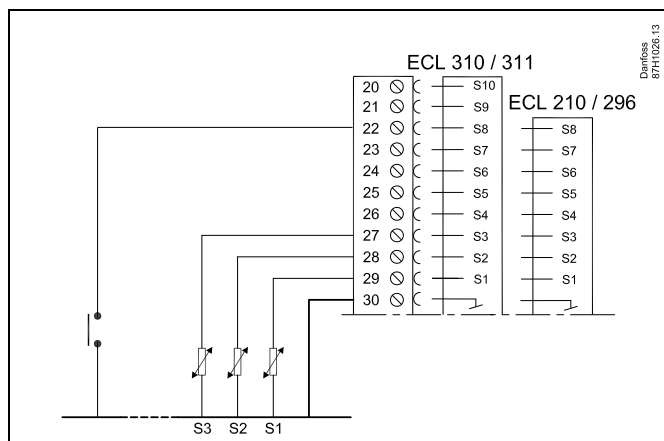 Danfoss
87H1026.13
ECL 310 / 311
ECL 210 / 296
20 S10
21 S9
22 S8 S8
23 S7 S7
24 S6 S6
25 S5 S5
26 S4 S4
27 S3 S3
28 S2 S2
29 S1 S1
30
S3 S2 S1